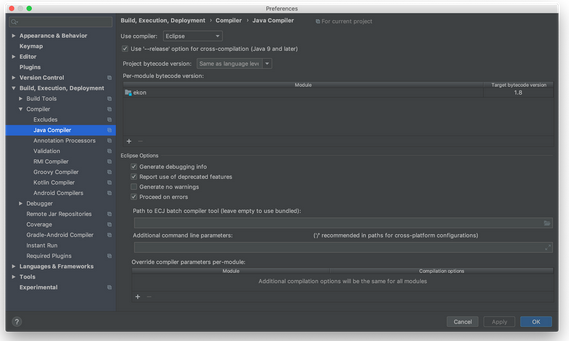 Preferences
Build, Execution, Deployment › Compiler › Java Compiler
For current project
Appearance & Behavior
Keymap
Editor
Plugins
Version Control
Build, Execution, Deployment
Build Tools
Compiler
Excludes
Java Compiler
Annotation Processors
Validation
RMI Compiler
Groovy Compiler
Kotlin Compiler
Android Compilers
Debugger
Remote Jar Repositories
Coverage
Gradle-Android Compiler
Instant Run
Required Plugins
Languages & Frameworks
Tools
Experimental
Use compiler: Eclipse
Use '--release' option for cross-compilation (Java 9 and later)
Project bytecode version: Same as language leve
Per-module bytecode version:
Module Target bytecode version
ekon 1.8
Eclipse Options
Generate debugging info
Report use of deprecated features
Generate no warnings
Proceed on errors
Path to ECJ batch compiler tool (leave empty to use bundled):
Additional command line parameters: ('/' recommended in paths for cross-platform configurations)
Override compiler parameters per-module:
Module Compilation options
Additional compilation options will be the same for all modules
? Cancel Apply OK